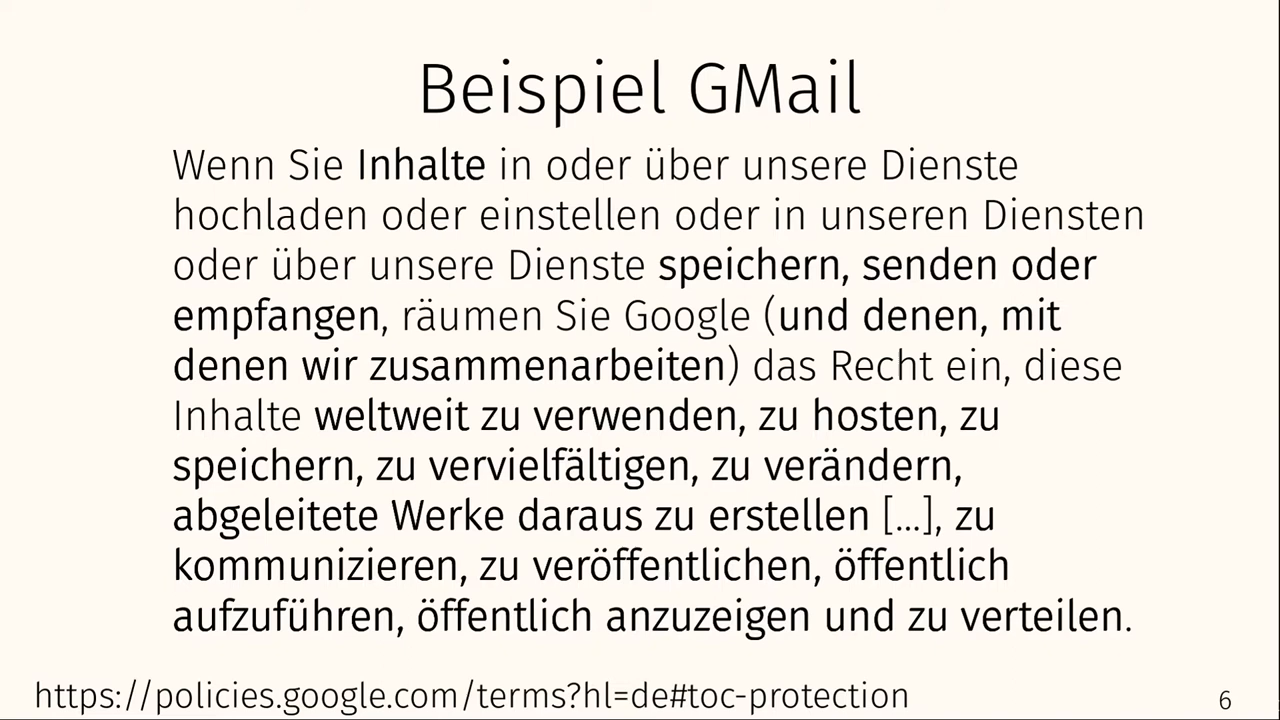 Beispiel GMail
Wenn Sie Inhalte in oder über unsere Dienste
hochladen oder einstellen oder in unseren Diensten
oder über unsere Dienste speichern, senden oder
empfangen, räumen Sie Google (und denen, mit
denen wir zusammenarbeiten) das Recht ein, diese
Inhalte weltweit zu verwenden, zu hosten, zu
speichern, zu vervielfältigen, zu verändern,
abgeleitete Werke daraus zu erstellen [...], zu
kommunizieren, zu veröffentlichen, öffentlich
aufzuführen, öffentlich anzuzeigen und zu verteilen.
https://policies.google.com/terms?hl=de#toc-protection
6